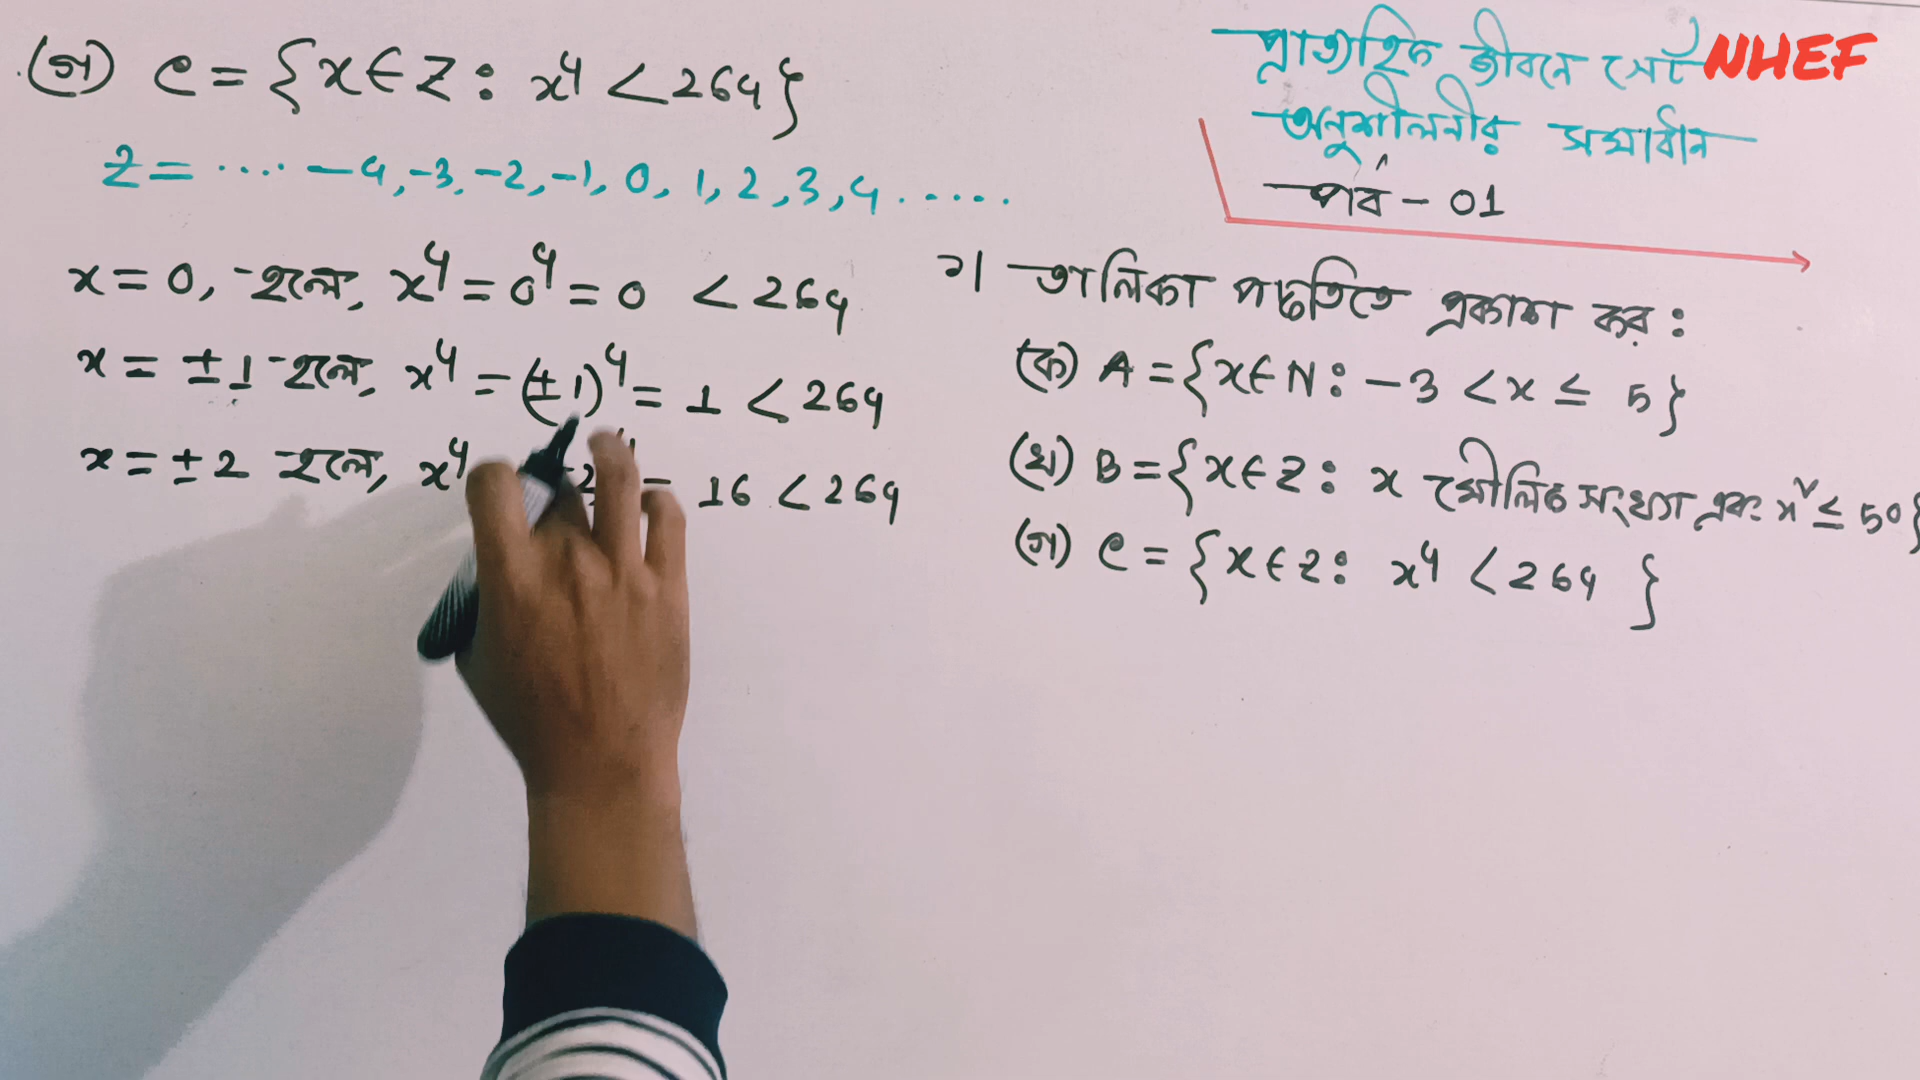 (গ) C = {x ∈ Z : x⁴ < 264}
Z = .... -4, -3, -2, -1, 0, 1, 2, 3, 4 .....
x = 0, হলে, x⁴ = 0⁴ = 0 < 264
x = ±1 হলে, x⁴ = (±1)⁴ = 1 < 264
x = ±2 হলে, x⁴ 2 = 16 < 264
প্রাত্যহিক জীবনে সেট
NHEF
অনুশীলনীর সমাধান
পর্ব - 01
১। তালিকা পদ্ধতিতে প্রকাশ কর :
(ক) A = {x ∈ N : -3 < x ≤ 5}
(খ) B = {x ∈ Z : x মৌলিক সংখ্যা এবং x² ≤ 50}
(গ) C = {x ∈ Z : x⁴ < 264 }